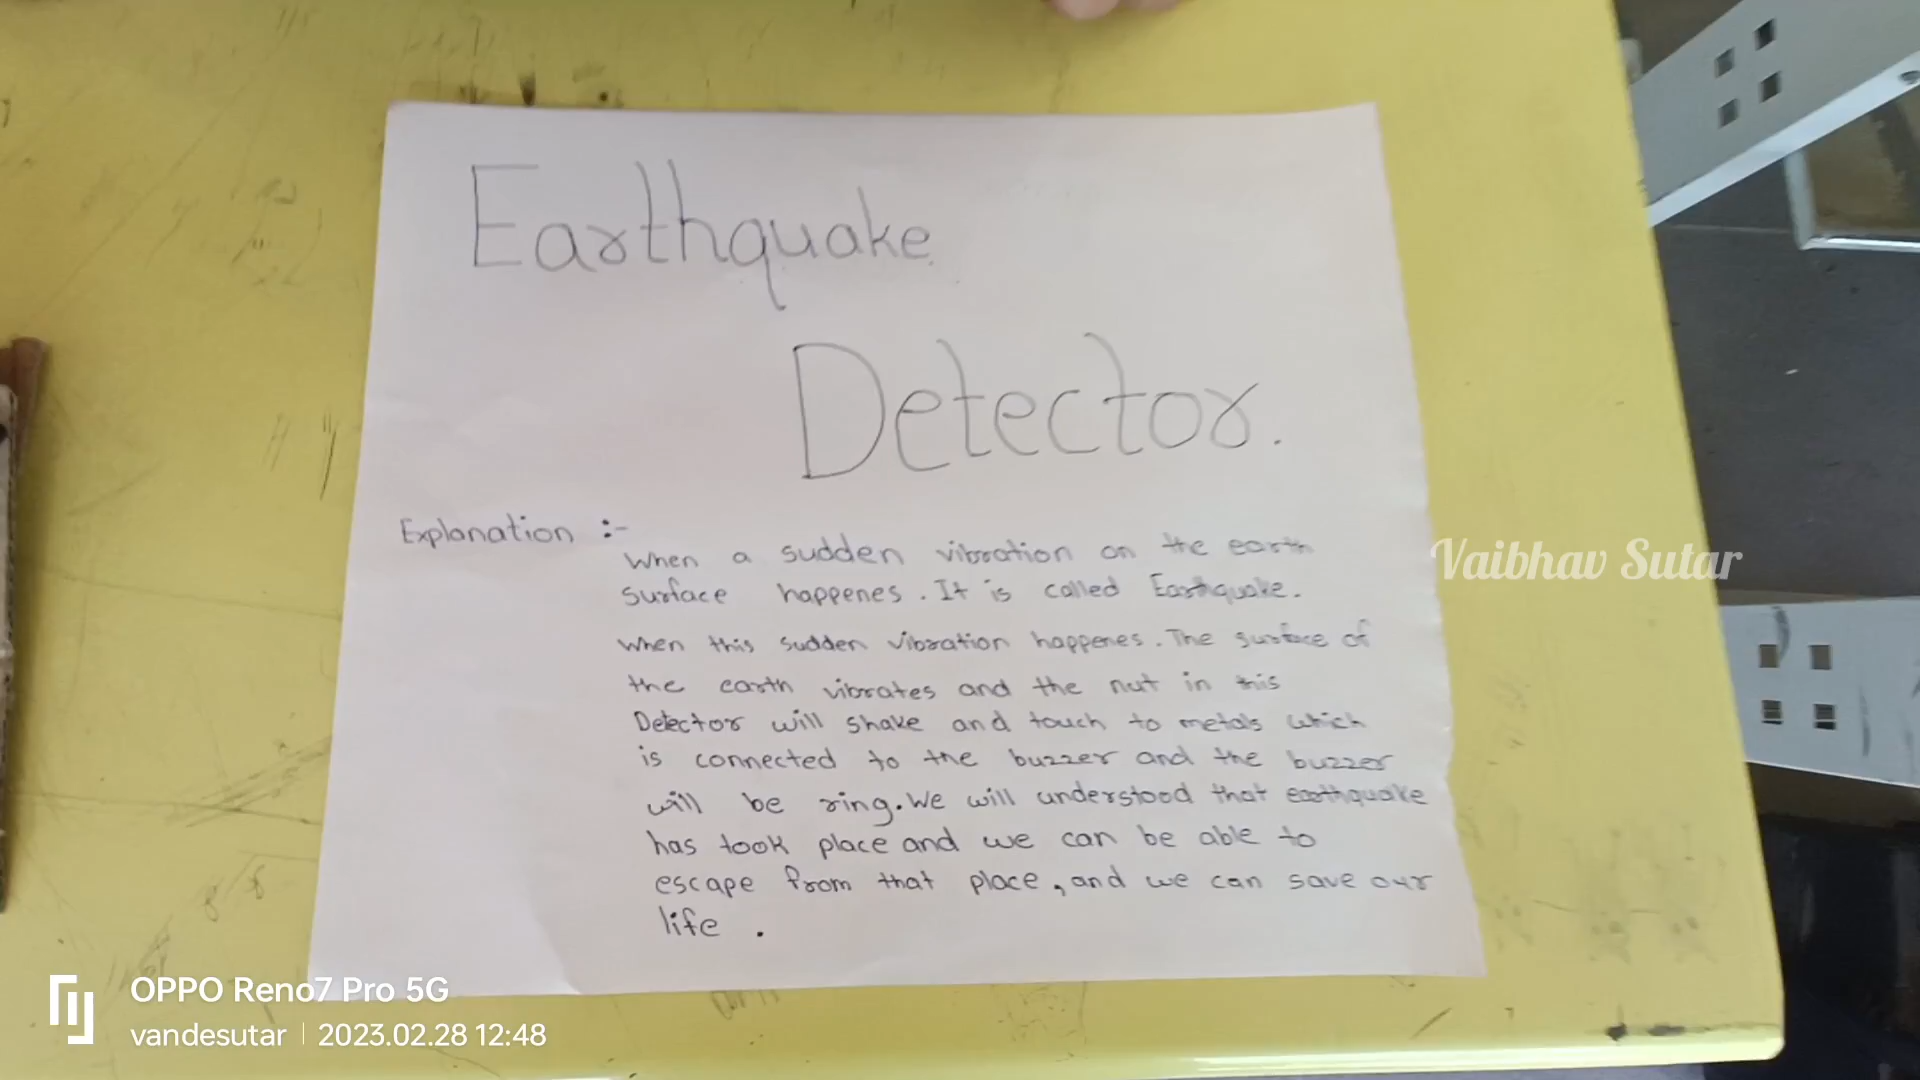 Earthquake
Detector.
Explanation :-
When a sudden vibration on the earth
surface happenes. It is called Earthquake.
when this sudden vibration happenes. The surface of
the earth vibrates and the nut in this
Detector will shake and touch to metals which
is connected to the buzzer and the buzzer
will be ring. We will understood that earthquake
has took place and we can be able to
escape from that place, and we can save our
life .
Vaibhav Sutar
OPPO Reno7 Pro 5G
vandesutar | 2023.02.28 12:48